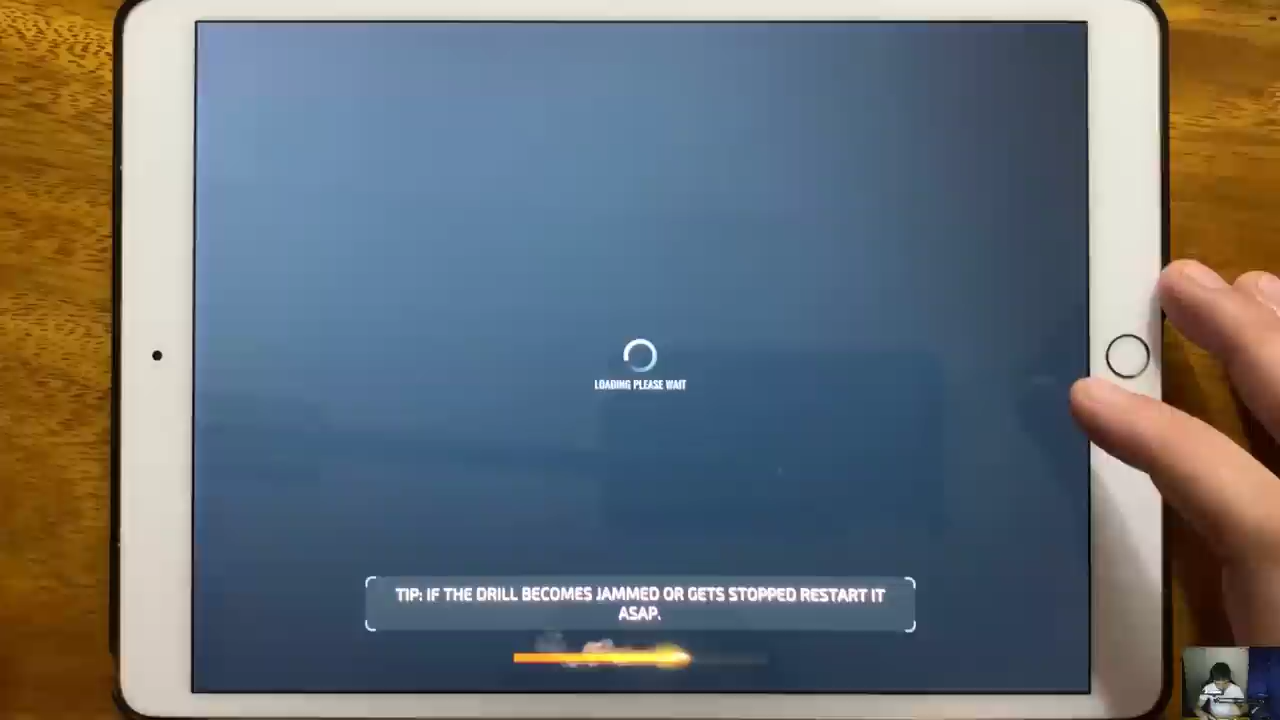 LOADING PLEASE WAIT
TIP: IF THE DRILL BECOMES JAMMED OR GETS STOPPED RESTART IT
ASAP.